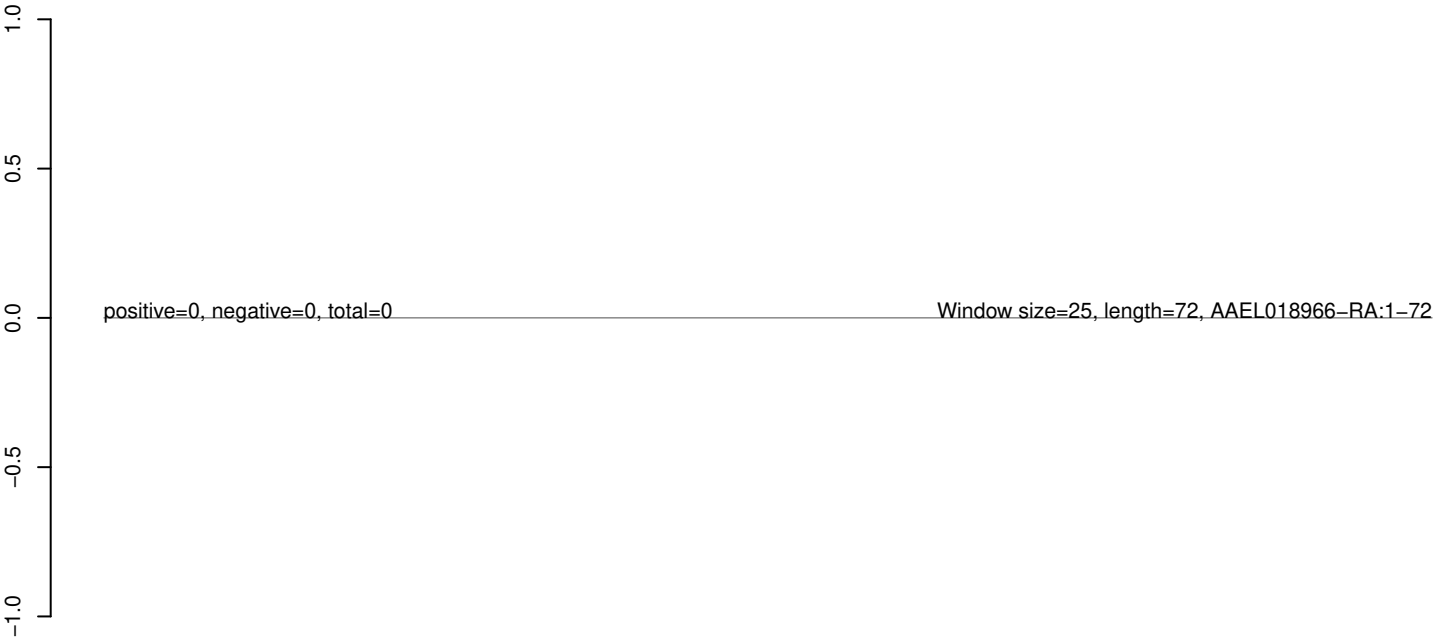 1.0
0.5
0.0
−0.5
−1.0
positive=0, negative=0, total=0
Window size=25, length=72, AAEL018966−RA:1−72